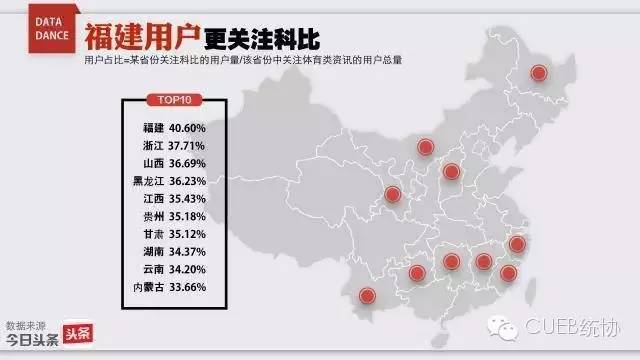 DATA
DANCE
福建用户更关注科比
用户占比=某省份关注科比的用户量/该省份中关注体育类资讯的用户总量
TOP10
福建 40.60%
浙江 37.71%
山西 36.69%
黑龙江 36.23%
江西 35.43%
贵州 35.18%
甘肃 35.12%
湖南 34.37%
云南 34.20%
内蒙古 33.66%
数据来源
今日头条 头条
CUEB统协